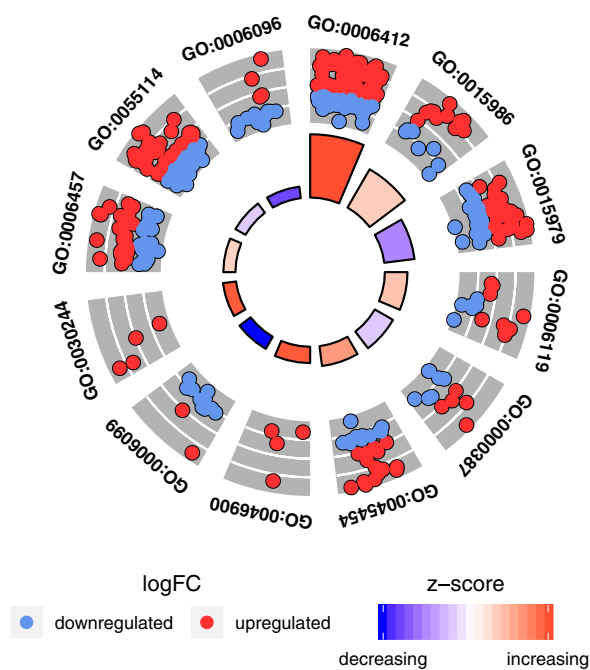 GO:0006412
GO:0015986
GO:0015979
GO:0006119
GO:0000387
GO:0045454
GO:0046900
GO:0006099
GO:0030244
GO:0006457
GO:0055114
GO:0006096
logFC
downregulated
upregulated
z–score
decreasing
increasing